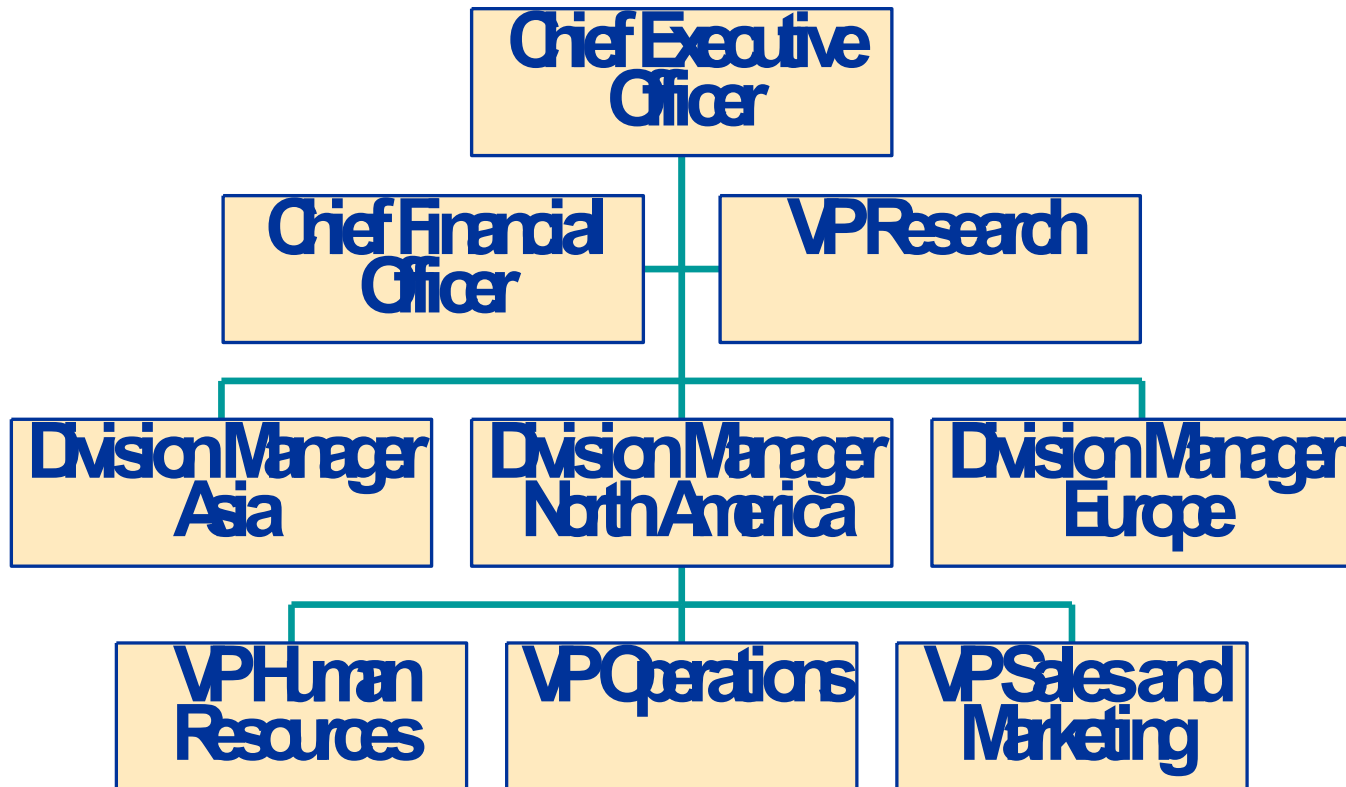 Chief Executive
Officer
Chief Financial
Officer
VP Research
Division Manager
Asia
Division Manager
North America
Division Manager
Europe
VP Human
Resources
VP Operations
VP Sales and
Marketing